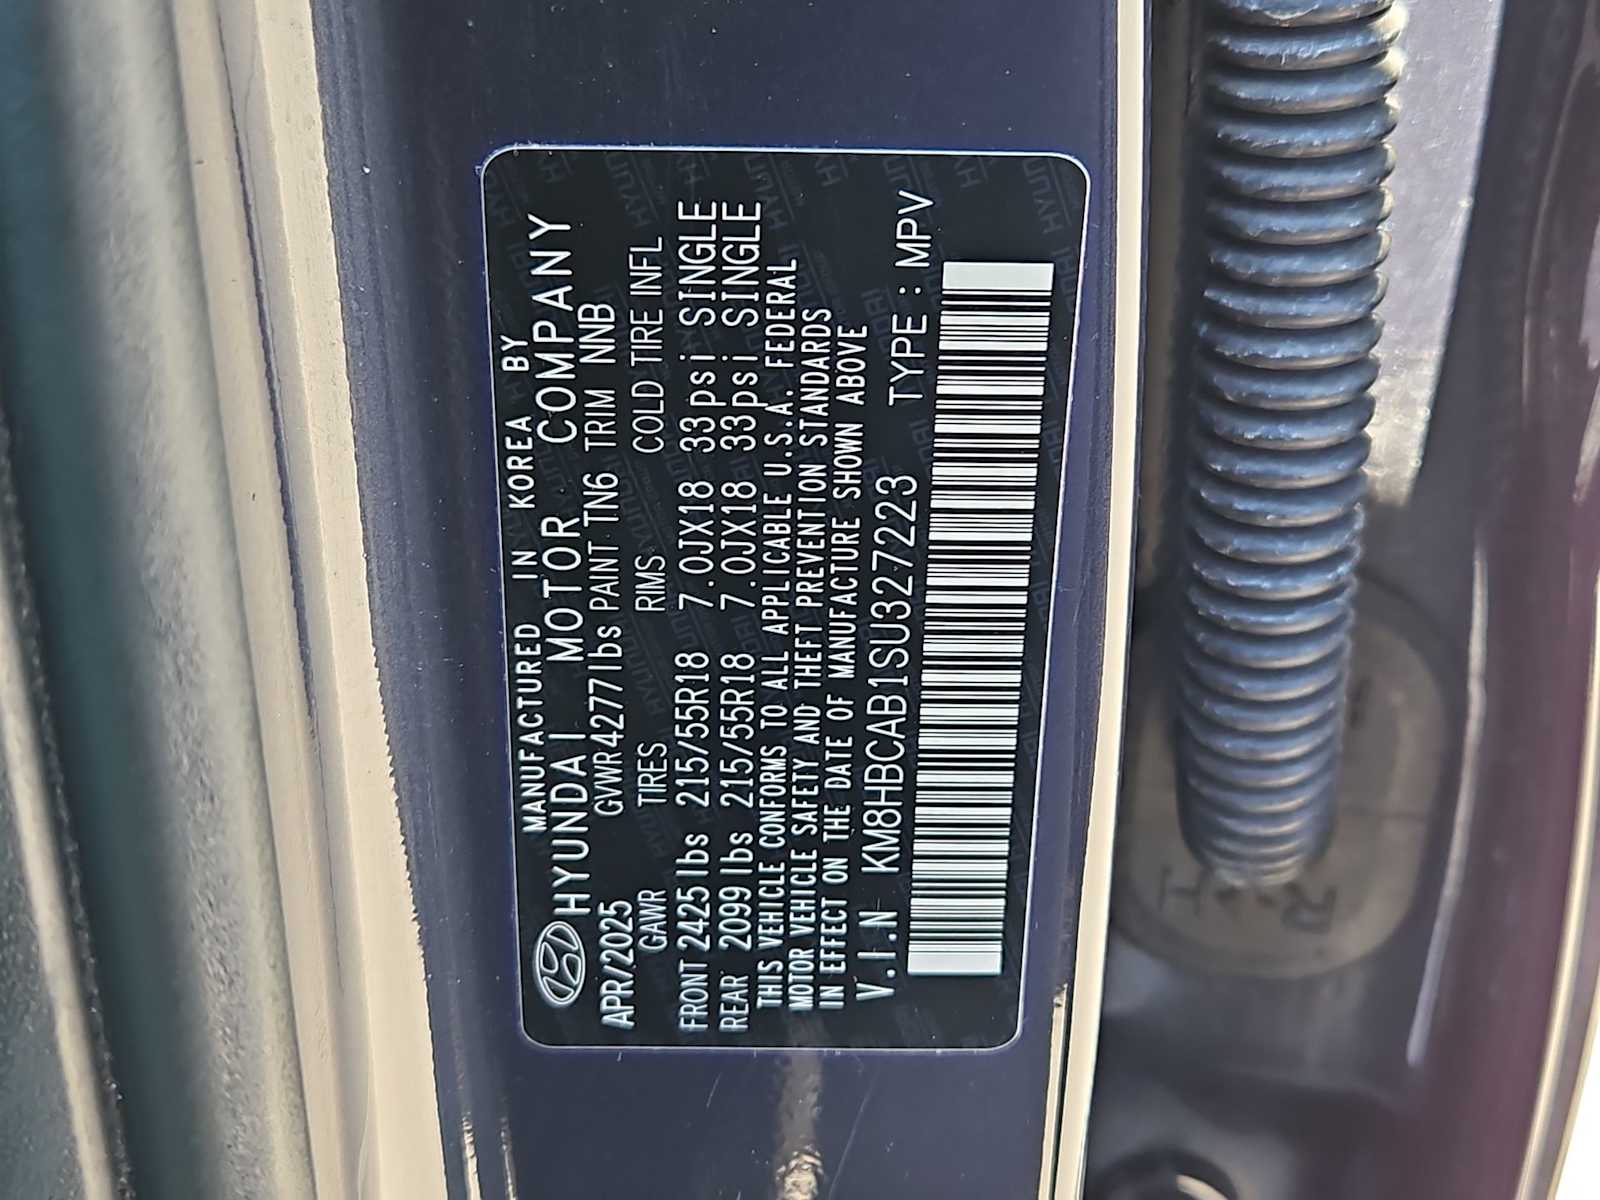 MANUFACTURED IN KOREA BY
HYUNDAI MOTOR COMPANY
APR/2025 GVWR4277lbs PAINT TN6 TRIM NNB
GAWR TIRES RIMS COLD TIRE INFL
FRONT 2425lbs 215/55R18 7.0JX18 33psi SINGLE
REAR 2099lbs 215/55R18 7.0JX18 33psi SINGLE
THIS VEHICLE CONFORMS TO ALL APPLICABLE U.S.A. FEDERAL
MOTOR VEHICLE SAFETY AND THEFT PREVENTION STANDARDS
IN EFFECT ON THE DATE OF MANUFACTURE SHOWN ABOVE
V.I.N KM8HBCAB1SU327223 TYPE : MPV